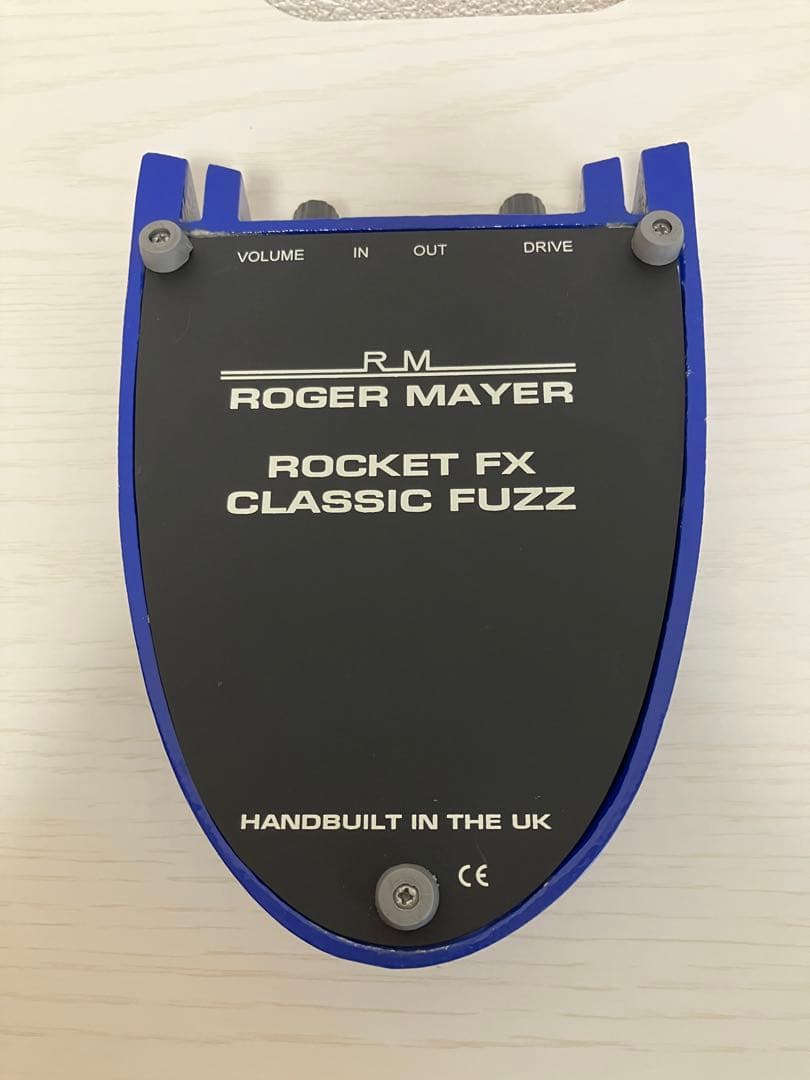 VOLUME IN OUT DRIVE
RM
ROGER MAYER
ROCKET FX
CLASSIC FUZZ
HANDBUILT IN THE UK
CE